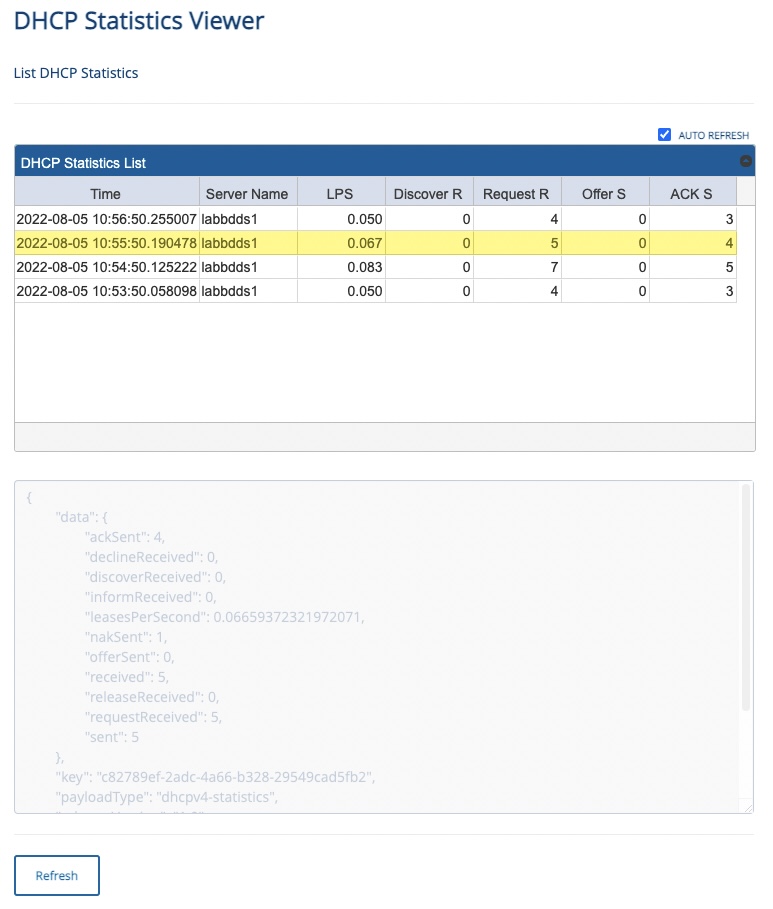 DHCP Statistics Viewer
List DHCP Statistics
AUTO REFRESH
DHCP Statistics List
Time Server Name LPS Discover R Request R Offer S ACK S
2022-08-05 10:56:50.255007 labbdds1 0.050 0 4 0 3
2022-08-05 10:55:50.190478 labbdds1 0.067 0 5 0 4
2022-08-05 10:54:50.125222 labbdds1 0.083 0 7 0 5
2022-08-05 10:53:50.058098 labbdds1 0.050 0 4 0 3
{
"data": {
"ackSent": 4,
"declineReceived": 0,
"discoverReceived": 0,
"informReceived": 0,
"leasesPerSecond": 0.06659372321972071,
"nakSent": 1,
"offerSent": 0,
"received": 5,
"releaseReceived": 0,
"requestReceived": 5,
"sent": 5
},
"key": "c82789ef-2adc-4a66-b328-29549cad5fb2",
"payloadType": "dhcpv4-statistics",
Refresh